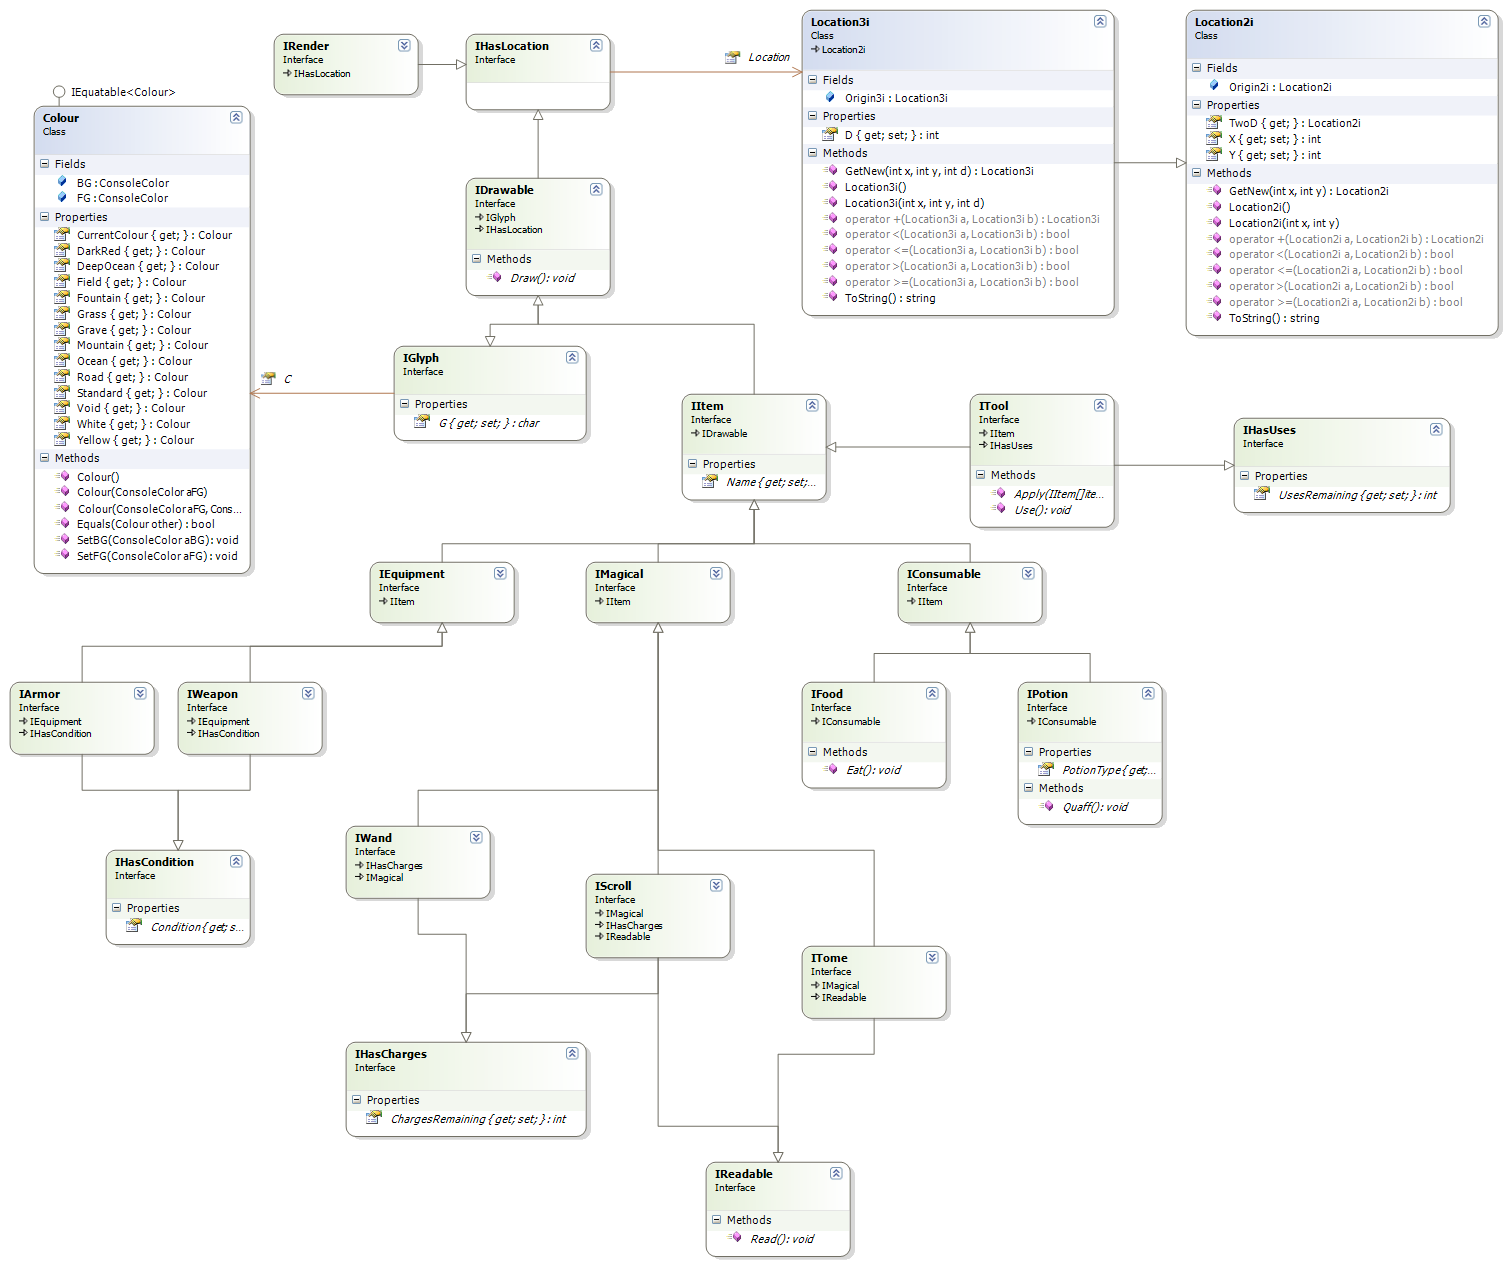 IRender
Interface
IHasLocation
IHasLocation
Interface
Location
Location3i
Class
Location2i
Fields
Origin3i : Location3i
Properties
D { get; set; } : int
Methods
GetNew(int x, int y, int d) : Location3i
Location3i()
Location3i(int x, int y, int d)
operator +(Location3i a, Location3i b) : Location3i
operator <(Location3i a, Location3i b) : bool
operator <=(Location3i a, Location3i b) : bool
operator >(Location3i a, Location3i b) : bool
operator >=(Location3i a, Location3i b) : bool
ToString() : string
Location2i
Class
Fields
Origin2i : Location2i
Properties
TwoD { get; } : Location2i
X { get; set; } : int
Y { get; set; } : int
Methods
GetNew(int x, int y) : Location2i
Location2i()
Location2i(int x, int y)
operator +(Location2i a, Location2i b) : Location2i
operator <(Location2i a, Location2i b) : bool
operator <=(Location2i a, Location2i b) : bool
operator >(Location2i a, Location2i b) : bool
operator >=(Location2i a, Location2i b) : bool
ToString() : string
IEquatable<Colour>
Colour
Class
Fields
BG : ConsoleColor
FG : ConsoleColor
Properties
CurrentColour { get; } : Colour
DarkRed { get; } : Colour
DeepOcean { get; } : Colour
Field { get; } : Colour
Fountain { get; } : Colour
Grass { get; } : Colour
Grave { get; } : Colour
Mountain { get; } : Colour
Ocean { get; } : Colour
Road { get; } : Colour
Standard { get; } : Colour
Void { get; } : Colour
White { get; } : Colour
Yellow { get; } : Colour
Methods
Colour()
Colour(ConsoleColor aFG)
Colour(ConsoleColor aFG, Cons...
Equals(Colour other) : bool
SetBG(ConsoleColor aBG) : void
SetFG(ConsoleColor aFG) : void
IDrawable
Interface
IGlyph
IHasLocation
Methods
Draw() : void
C
IGlyph
Interface
Properties
G { get; set; } : char
IItem
Interface
IDrawable
Properties
Name { get; set;...
ITool
Interface
IItem
IHasUses
Methods
Apply(IItem[] ite...
Use() : void
IHasUses
Interface
Properties
UsesRemaining { get; set; } : int
IEquipment
Interface
IItem
IMagical
Interface
IItem
IConsumable
Interface
IItem
IArmor
Interface
IEquipment
IHasCondition
IWeapon
Interface
IEquipment
IHasCondition
IFood
Interface
IConsumable
Methods
Eat() : void
IPotion
Interface
IConsumable
Properties
PotionType { get;...
Methods
Quaff() : void
IHasCondition
Interface
Properties
Condition { get; s...
IWand
Interface
IHasCharges
IMagical
IScroll
Interface
IMagical
IHasCharges
IReadable
ITome
Interface
IMagical
IReadable
IHasCharges
Interface
Properties
ChargesRemaining { get; set; } : int
IReadable
Interface
Methods
Read() : void